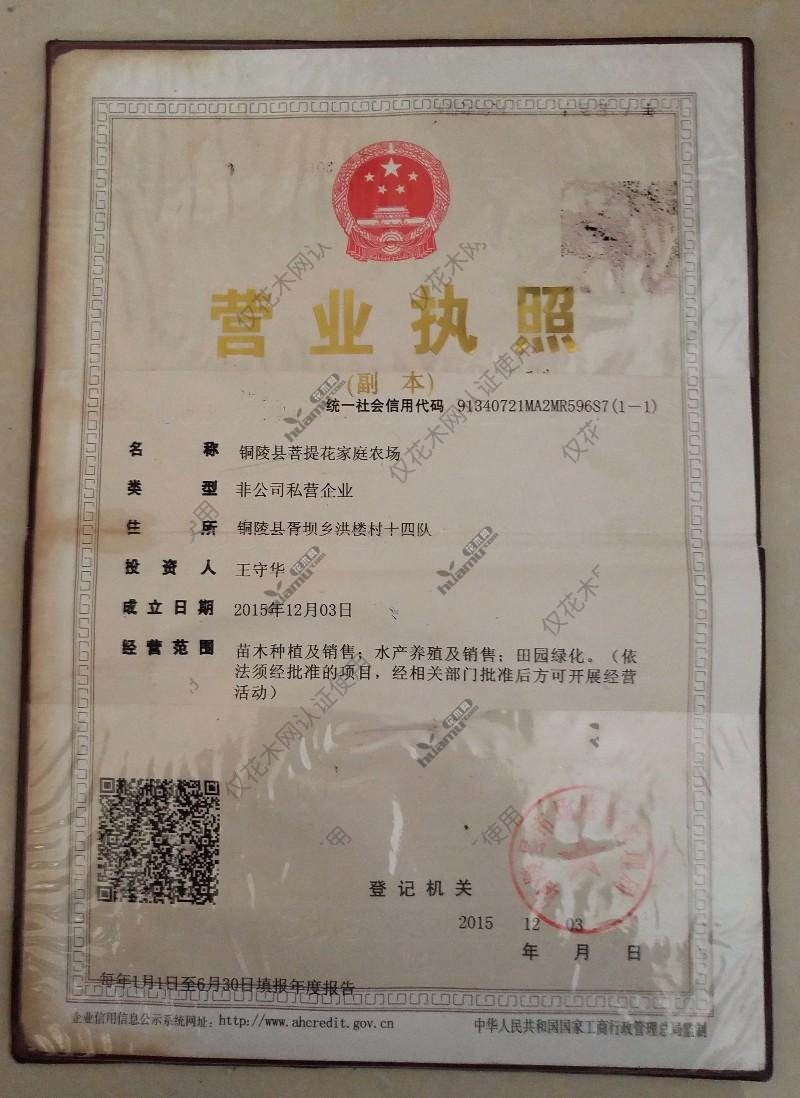 营业执照
(副 本)
统一社会信用代码 91340721MA2MR59687(1-1)
名 称 铜陵县菩提花家庭农场
类 型 非公司私营企业
住 所 铜陵县胥坝乡洪楼村十四队
投 资 人 王守华
成立日期 2015年12月03日
经营范围 苗木种植及销售；水产养殖及销售；田园绿化。（依
法须经批准的项目，经相关部门批准后方可开展经营
活动）
登记机关
2015 12 03
年 月 日
每年1月1日至6月30日填报年度报告
企业信用信息公示系统网址：http://www.ahcredit.gov.cn
中华人民共和国国家工商行政管理总局监制
仅花木网认证使用
花木网
huamu.com